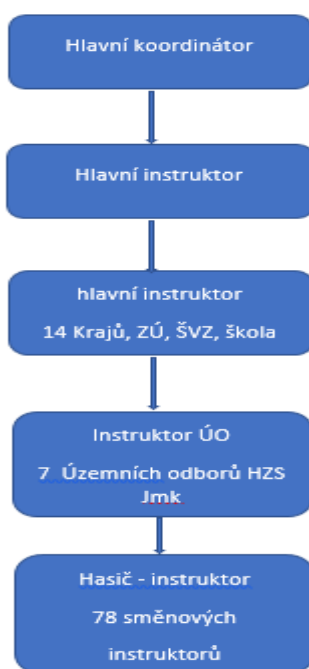 Hlavní koordinátor
Hlavní instruktor
hlavní instruktor
14 Krajů, ZÚ, ŠVZ, škola
Instruktor ÚO
7 Územních odborů HZS
Jmk
Hasič - instruktor
78 směnových
instruktorů